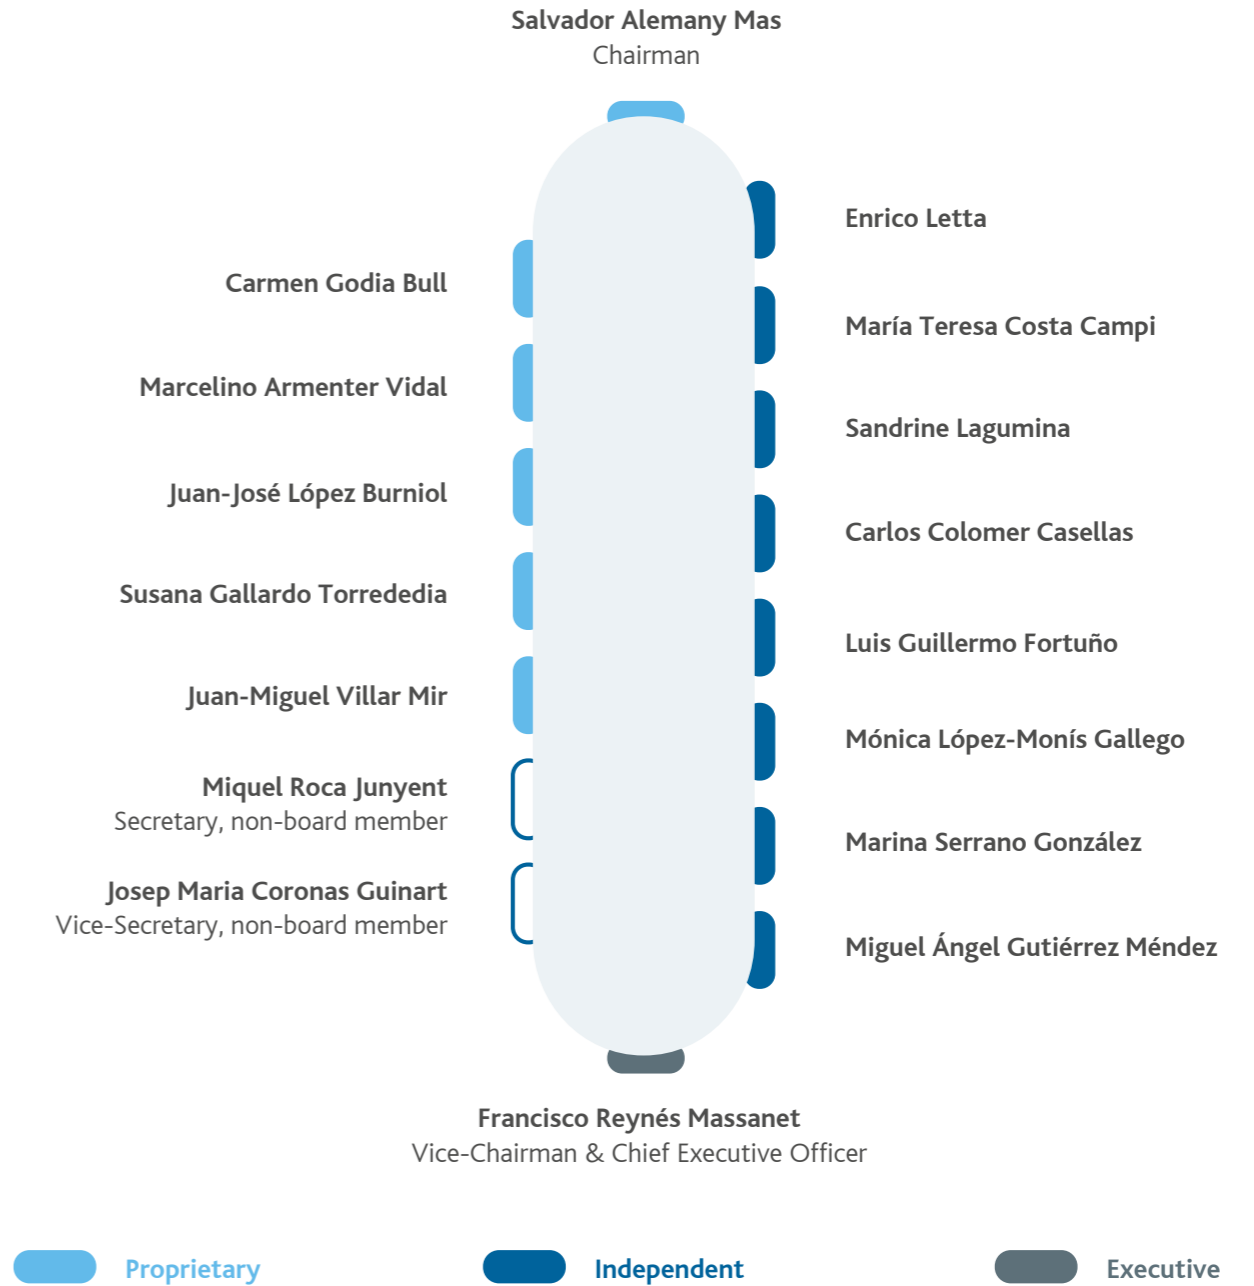 Salvador Alemany Mas
Chairman
Carmen Godia Bull
Marcelino Armenter Vidal
Juan-José López Burniol
Susana Gallardo Torrededia
Juan-Miguel Villar Mir
Miquel Roca Junyent
Secretary, non-board member
Josep Maria Coronas Guinart
Vice-Secretary, non-board member
Enrico Letta
María Teresa Costa Campi
Sandrine Lagumina
Carlos Colomer Casellas
Luis Guillermo Fortuño
Mónica López-Monís Gallego
Marina Serrano González
Miguel Ángel Gutiérrez Méndez
Francisco Reynés Massanet
Vice-Chairman & Chief Executive Officer
Proprietary
Independent
Executive